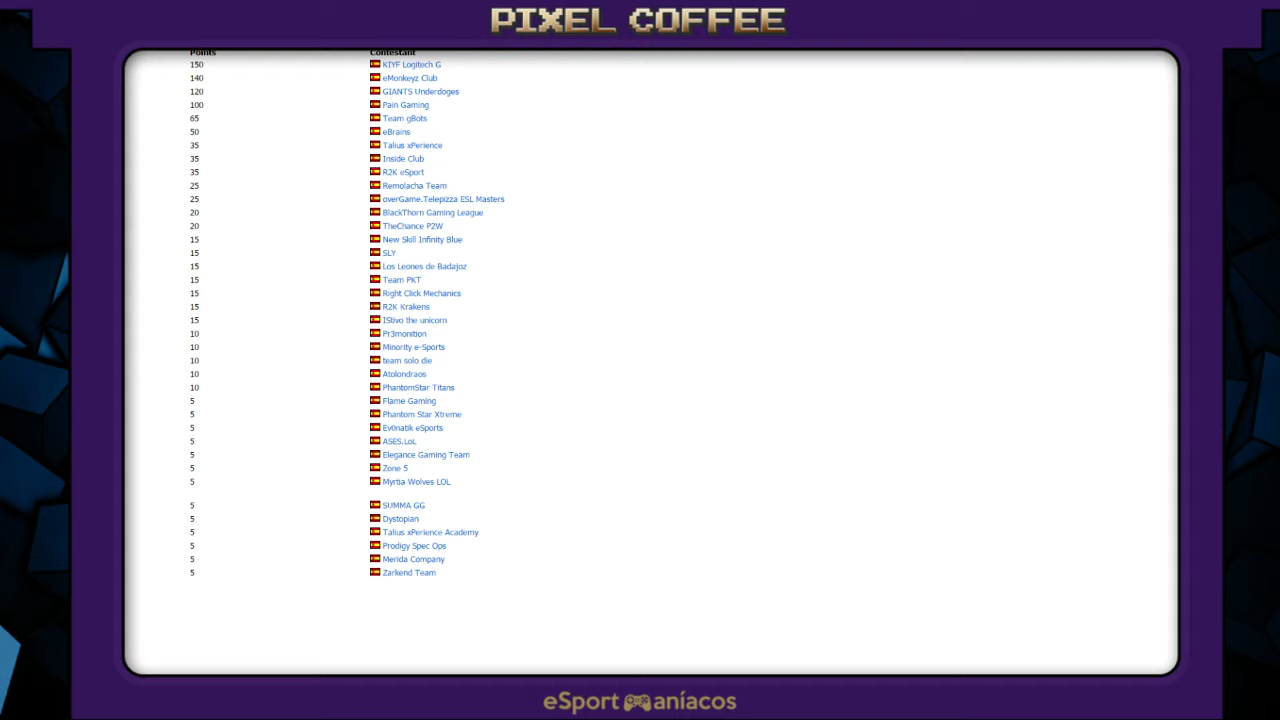 PIXEL COFFEE
Points Contestant
150 KIYF Logitech G
140 eMonkeyz Club
120 GIANTS Underdoges
100 Pain Gaming
65 Team gBots
50 eBrains
35 Talius xPerience
35 Inside Club
35 R2K eSport
25 Remolacha Team
25 overGame.Telepizza ESL Masters
20 BlackThorn Gaming League
20 TheChance P2W
15 New Skill Infinity Blue
15 SLY
15 Los Leones de Badajoz
15 Team PKT
15 Right Click Mechanics
15 R2K Krakens
15 IStivo the unicorn
10 Pr3monition
10 Minority e-Sports
10 team solo die
10 Atolondraos
10 PhantomStar Titans
5 Flame Gaming
5 Phantom Star Xtreme
5 Ev0natik eSports
5 ASES.LoL
5 Elegance Gaming Team
5 Zone 5
5 Myrtia Wolves LOL
5 SUMMA GG
5 Dystopian
5 Talius xPerience Academy
5 Prodigy Spec Ops
5 Merida Company
5 Zarkend Team
eSportmaníacos